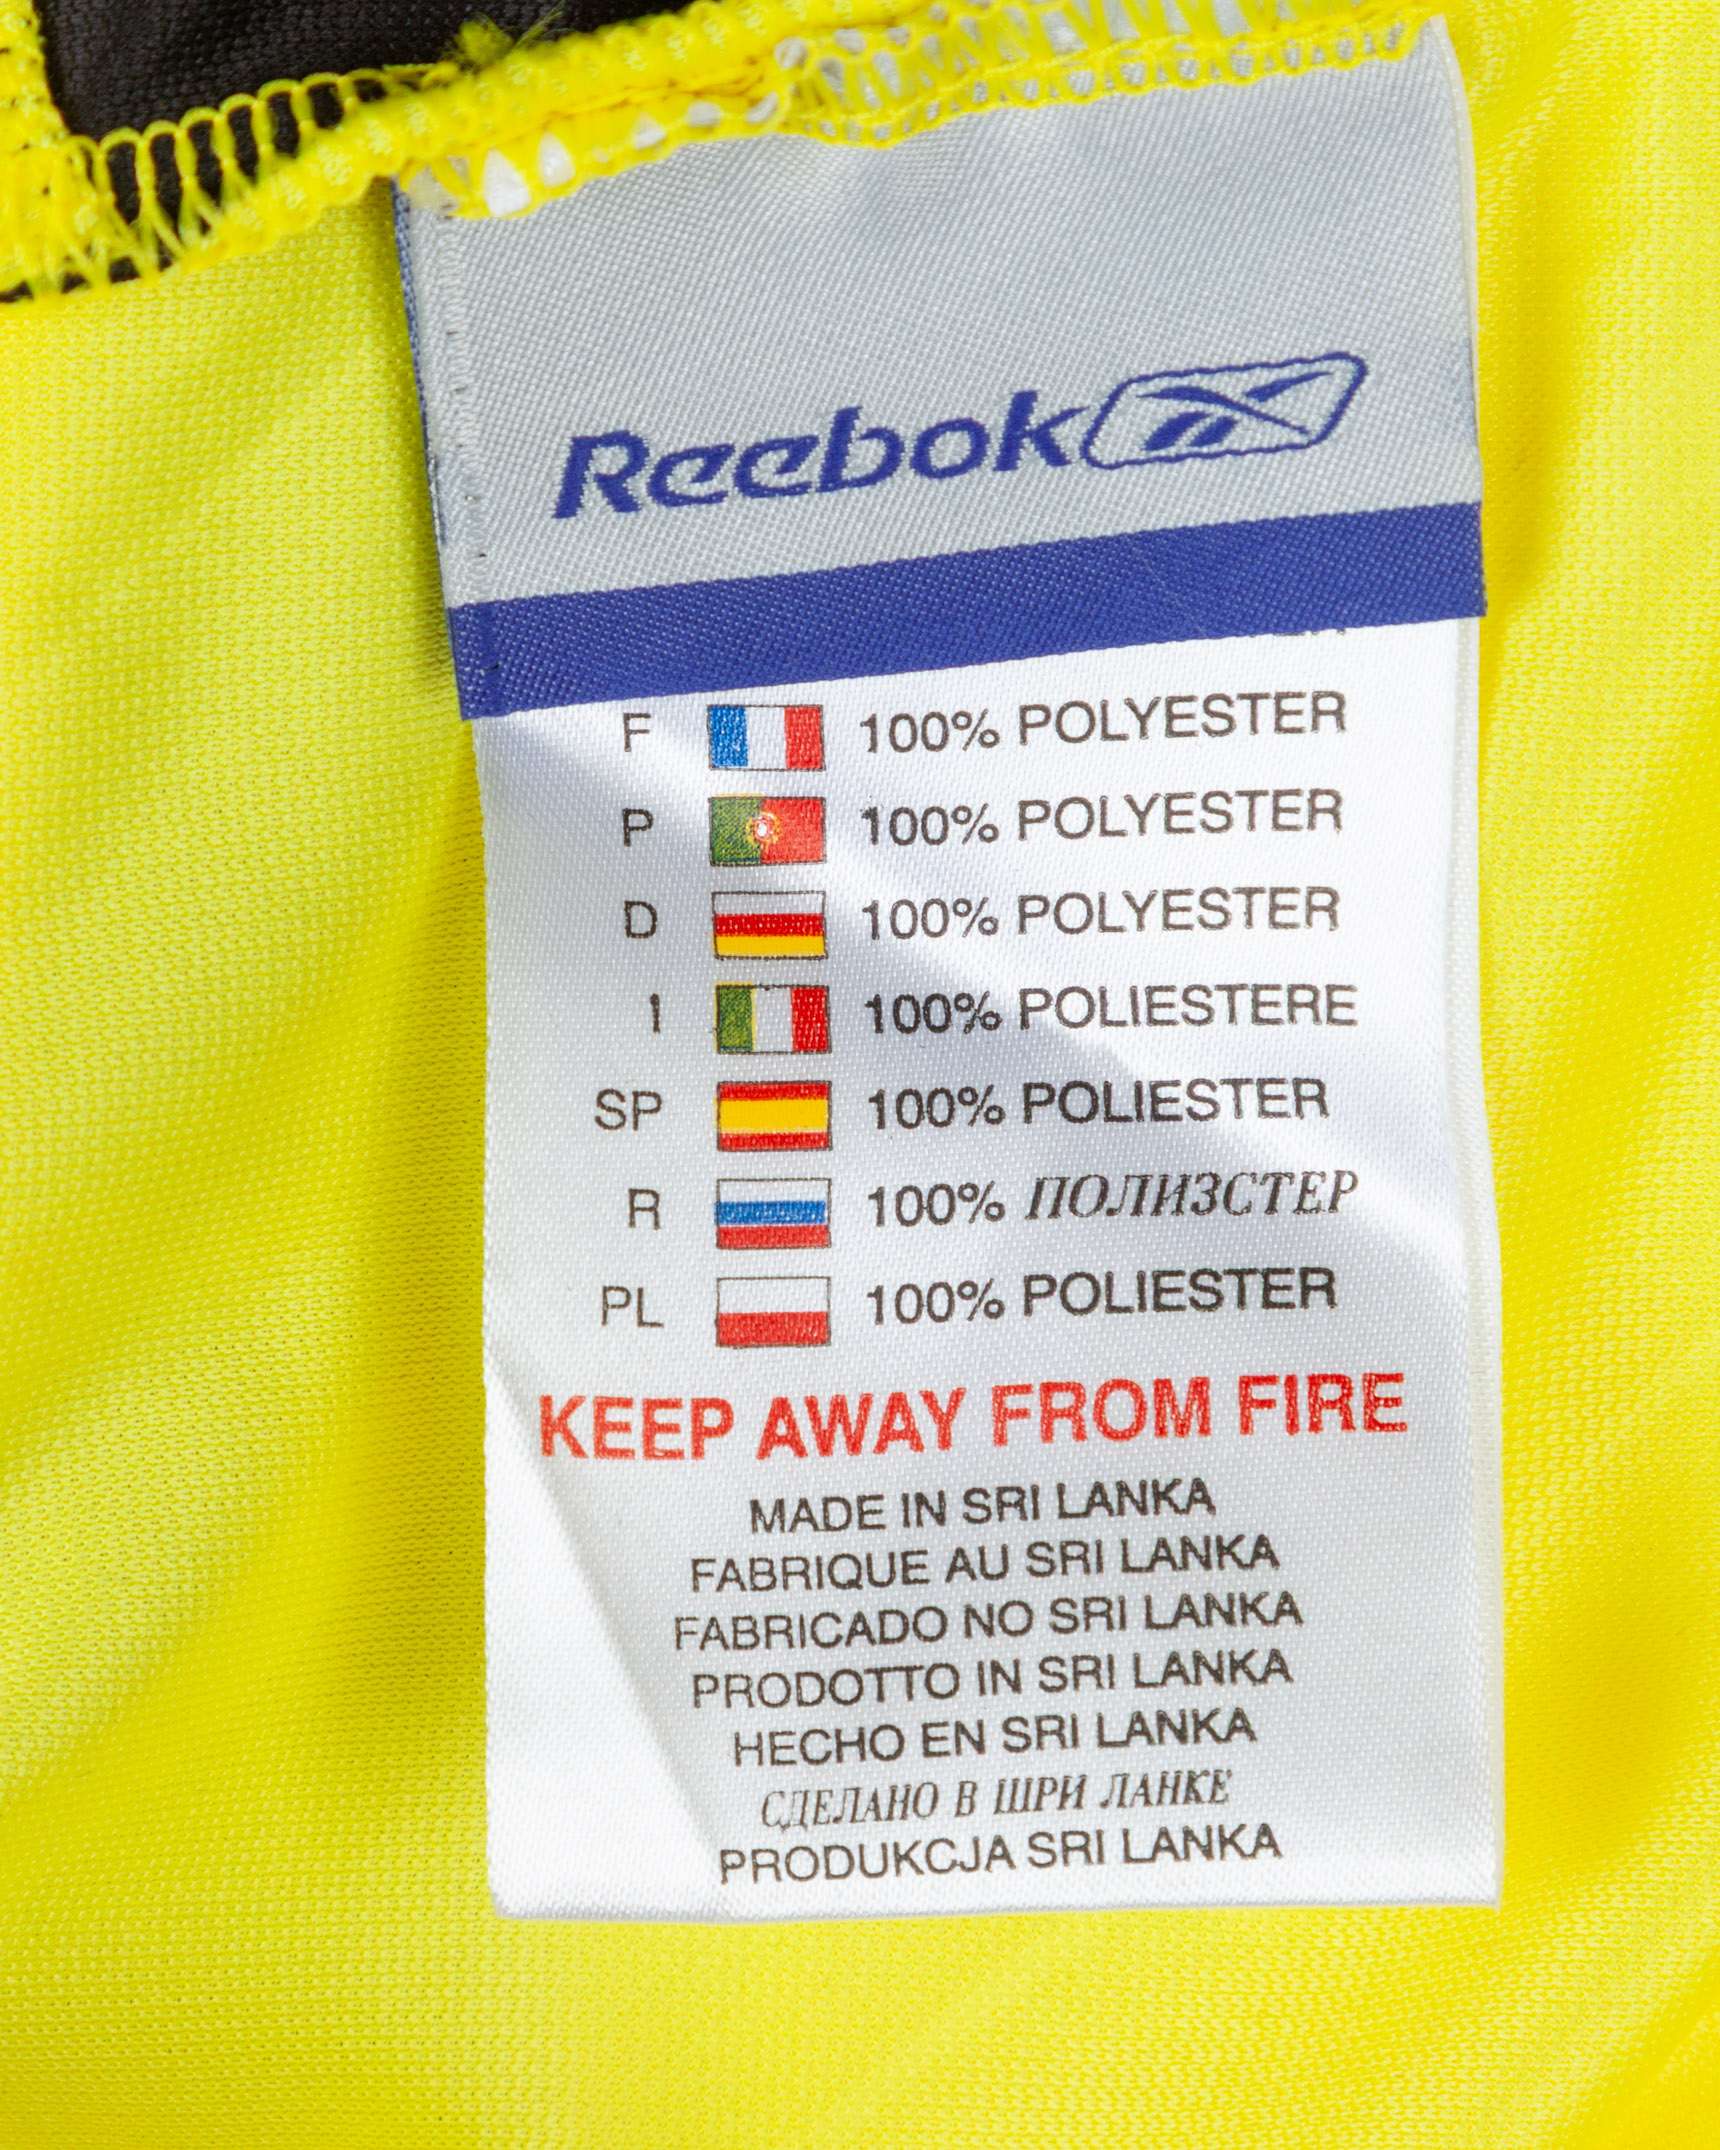 Reebok
F 100% POLYESTER
P 100% POLYESTER
D 100% POLYESTER
I 100% POLIESTERE
SP 100% POLIESTER
R 100% ПОЛИЗСТЕР
PL 100% POLIESTER
KEEP AWAY FROM FIRE
MADE IN SRI LANKA
FABRIQUE AU SRI LANKA
FABRICADO NO SRI LANKA
PRODOTTO IN SRI LANKA
HECHO EN SRI LANKA
СДЕЛАНО В ШРИ ЛАНКЕ
PRODUKCJA SRI LANKA